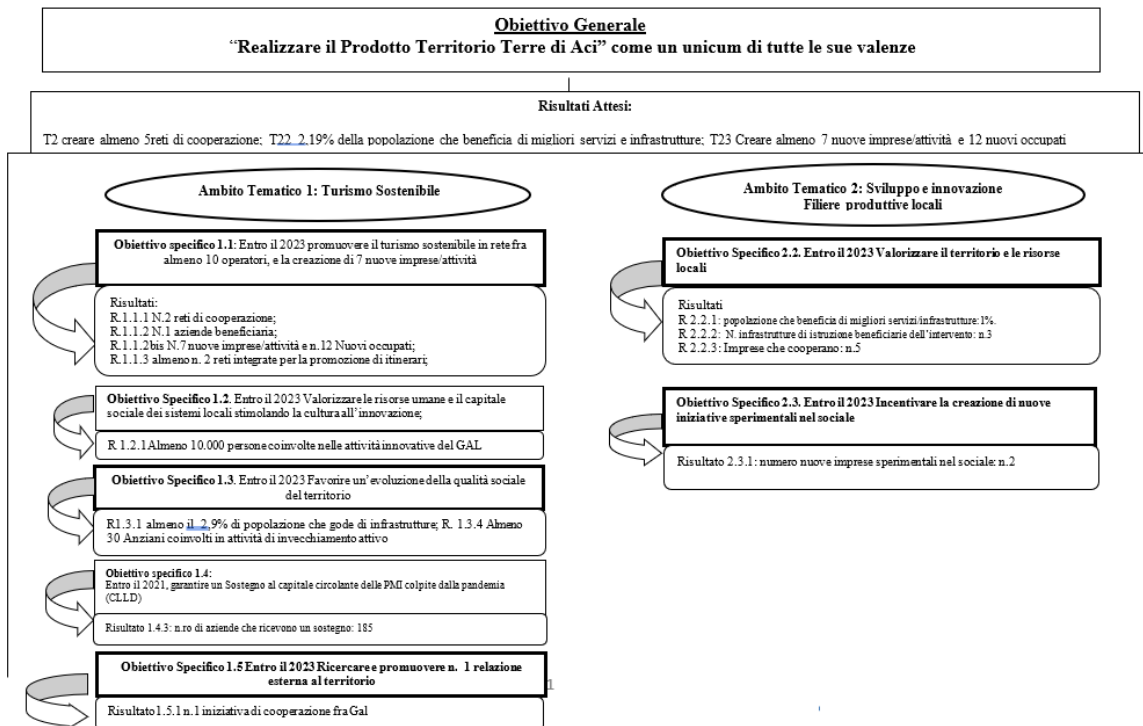 Obiettivo Generale
“Realizzare il Prodotto Territorio Terre di Aci” come un unicum di tutte le sue valenze
Risultati Attesi:
T2 creare almeno 5reti di cooperazione; T22 2,19% della popolazione che beneficia di migliori servizi e infrastrutture; T23 Creare almeno 7 nuove imprese/attività e 12 nuovi occupati
Ambito Tematico 1: Turismo Sostenibile
Obiettivo specifico 1.1: Entro il 2023 promuovere il turismo sostenibile in rete fra
almeno 10 operatori, e la creazione di 7 nuove imprese/attività
Risultati:
R.1.1.1 N.2 reti di cooperazione;
R.1.1.2 N.1 aziende beneficiaria;
R.1.1.2bis N.7 nuove imprese/attività e n.12 Nuovi occupati;
R.1.1.3 almeno n. 2 reti integrate per la promozione di itinerari;
Obiettivo Specifico 1.2. Entro il 2023 Valorizzare le risorse umane e il capitale
sociale dei sistemi locali stimolando la cultura all’innovazione;
R 1.2.1 Almeno 10.000 persone coinvolte nelle attività innovative del GAL
Obiettivo Specifico 1.3. Entro il 2023 Favorire un’evoluzione della qualità sociale
del territorio
R1.3.1 almeno il 2,9% di popolazione che gode di infrastrutture; R. 1.3.4 Almeno
30 Anziani coinvolti in attività di invecchiamento attivo
Obiettivo specifico 1.4:
Entro il 2021, garantire un Sostegno al capitale circolante delle PMI colpite dalla pandemia
(CLLD)
Risultato 1.4.3: n.ro di aziende che ricevono un sostegno: 185
Obiettivo Specifico 1.5 Entro il 2023 Ricercare e promuovere n. 1 relazione
esterna al territorio
1
Risultato 1.5.1 n.1 iniziativa di cooperazione fra Gal
Ambito Tematico 2: Sviluppo e innovazione
Filiere produttive locali
Obiettivo Specifico 2.2. Entro il 2023 Valorizzare il territorio e le risorse
locali
Risultati
R 2.2.1: popolazione che beneficia di migliori servizi/infrastrutture:1%.
R 2.2.2: N. infrastrutture di istruzione beneficiarie dell’intervento: n.3
R 2.2.3: Imprese che cooperano: n.5
Obiettivo Specifico 2.3. Entro il 2023 Incentivare la creazione di nuove
iniziative sperimentali nel sociale
Risultato 2.3.1: numero nuove imprese sperimentali nel sociale: n.2